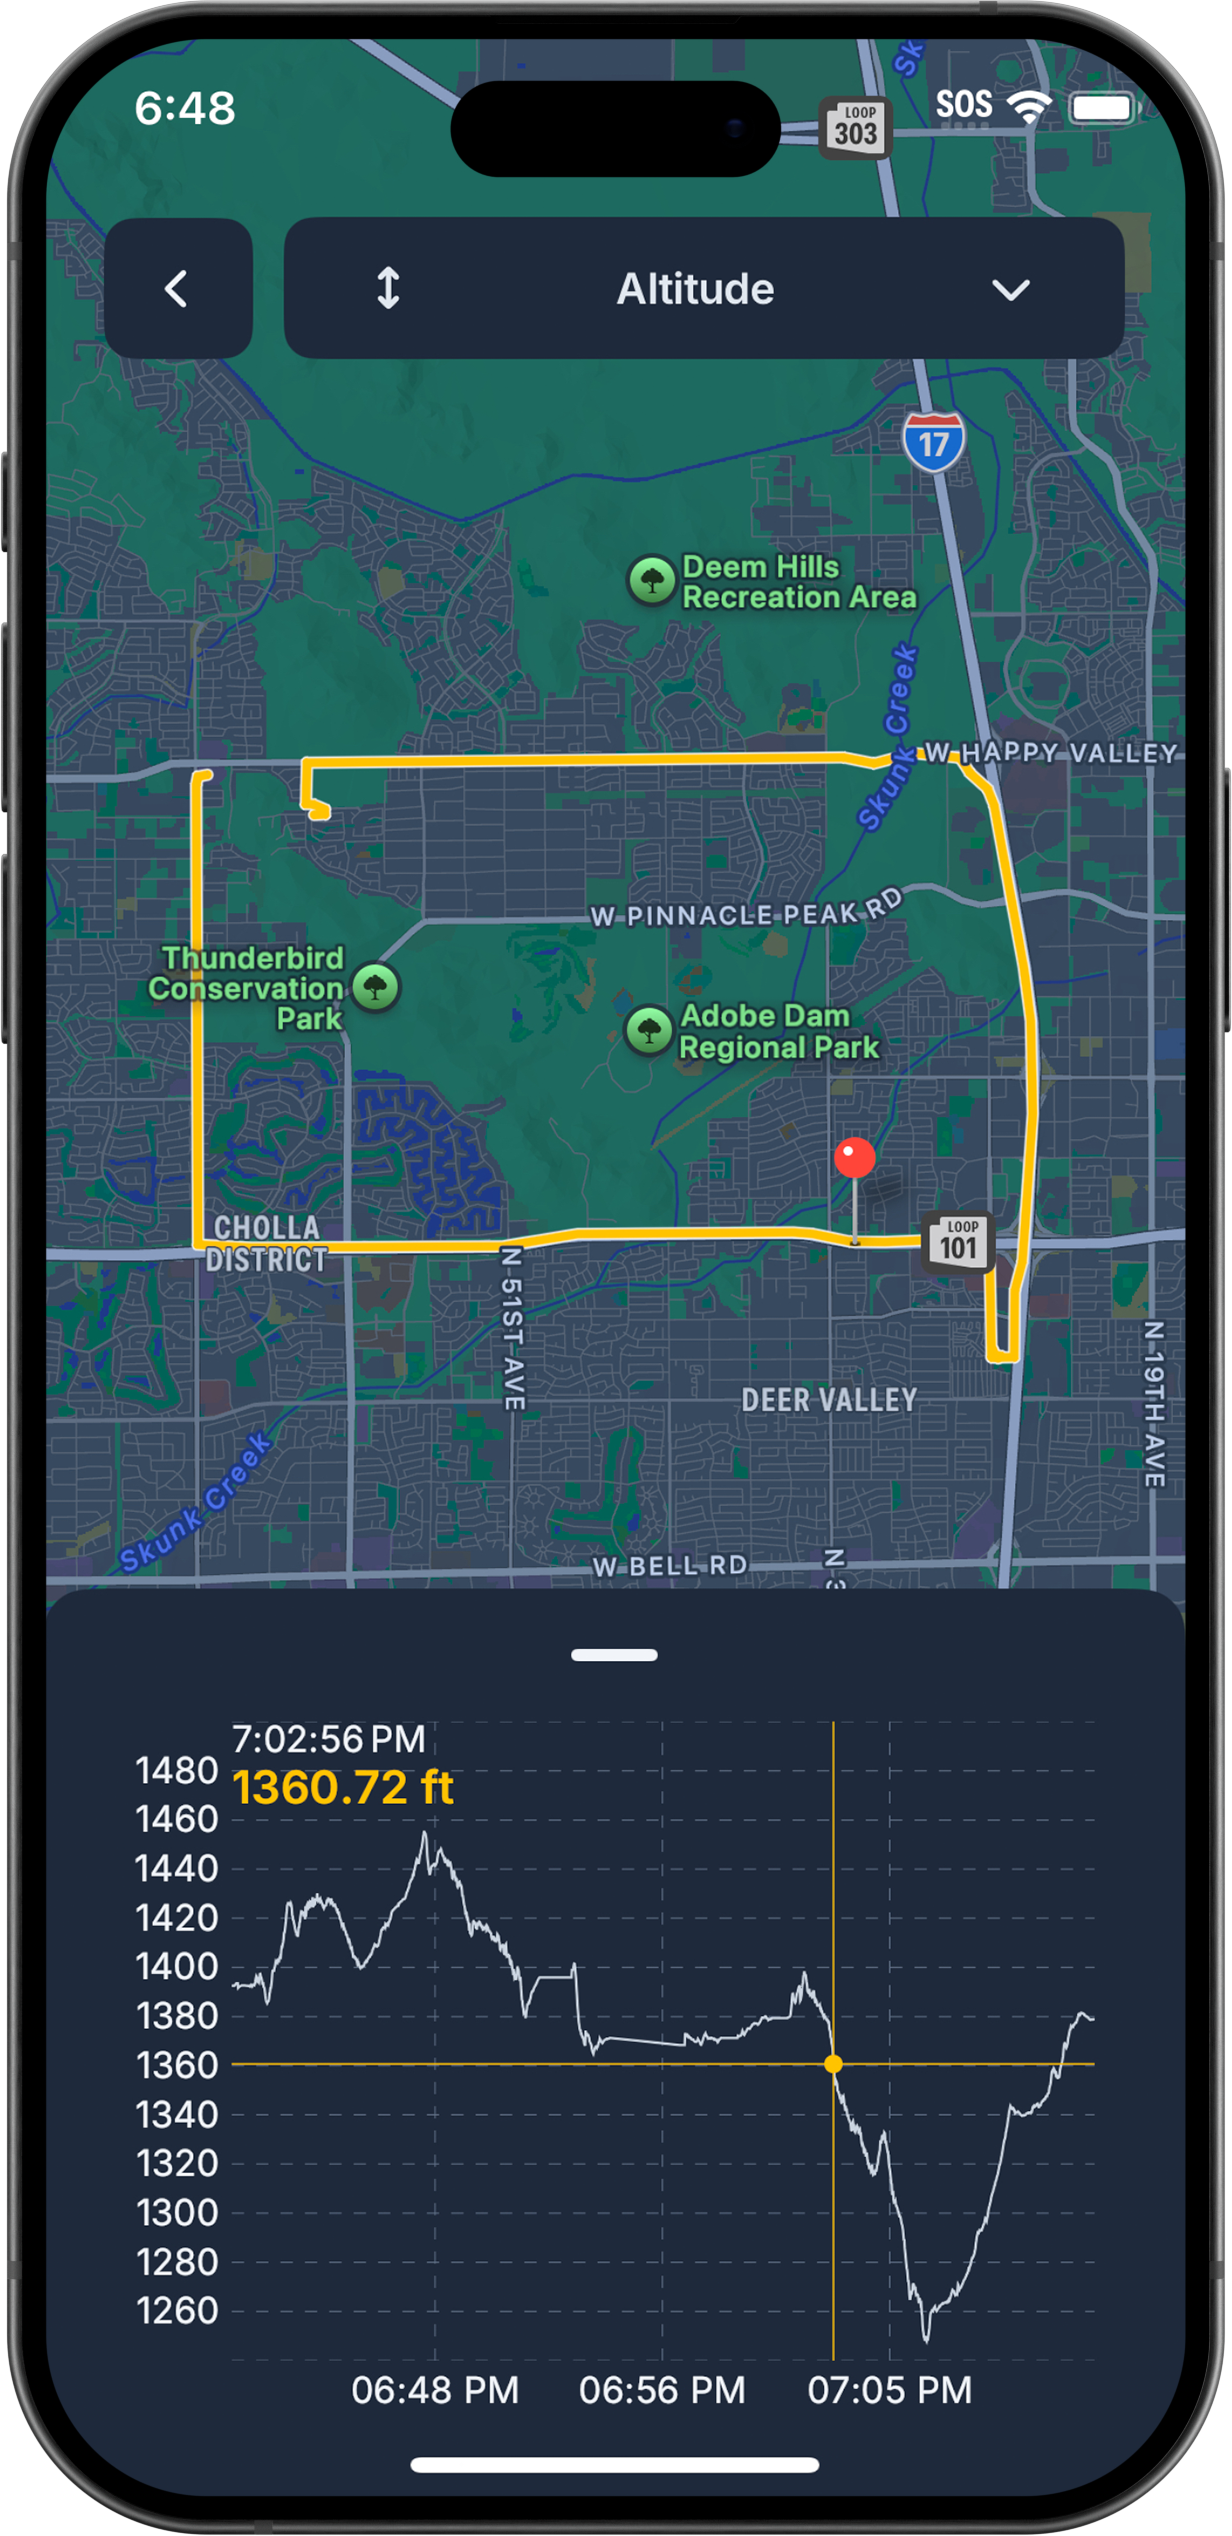 6:48
SOS
LOOP
303
Sk
Altitude
17
Deem Hills
Recreation Area
Skunk Creek
W HAPPY VALLEY
W PINNACLE PEAK RD
Thunderbird
Conservation
Park
Adobe Dam
Regional Park
CHOLLA
DISTRICT
LOOP
101
N 51ST AVE
N 19TH AVE
DEER VALLEY
Skunk Creek
W BELL RD
N
7:02:56 PM
1360.72 ft
1480
1460
1440
1420
1400
1380
1360
1340
1320
1300
1280
1260
06:48 PM
06:56 PM
07:05 PM